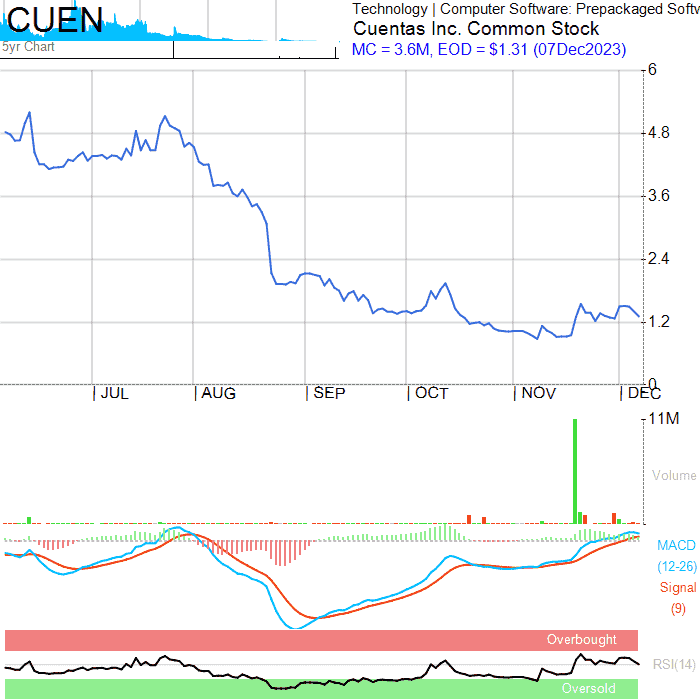 CUEN
5yr Chart
Technology | Computer Software: Prepackaged Softw
Cuentas Inc. Common Stock
MC = 3.6M, EOD = $1.31 (07Dec2023)
6
4.8
3.6
2.4
1.2
0
JUL
AUG
SEP
OCT
NOV
DEC
11M
Volume
MACD
(12-26)
Signal
(9)
Overbought
RSI(14)
Oversold